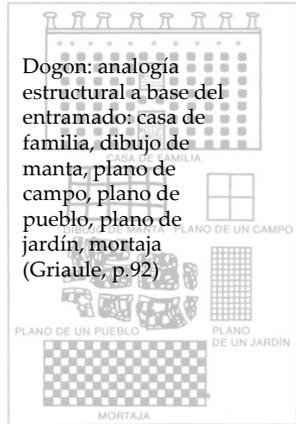 Dogon: analogía
estructural a base del
entramado: casa de
familia, dibujo de
manta, plano de
campo, plano de
pueblo, plano de
jardín, mortaja
(Griaule, p.92)
CASA DE FAMILIA
DIBUJO DE MANTA
PLANO DE UN CAMPO
PLANO DE UN PUEBLO
PLANO
DE UN JARDÍN
MORTAJA